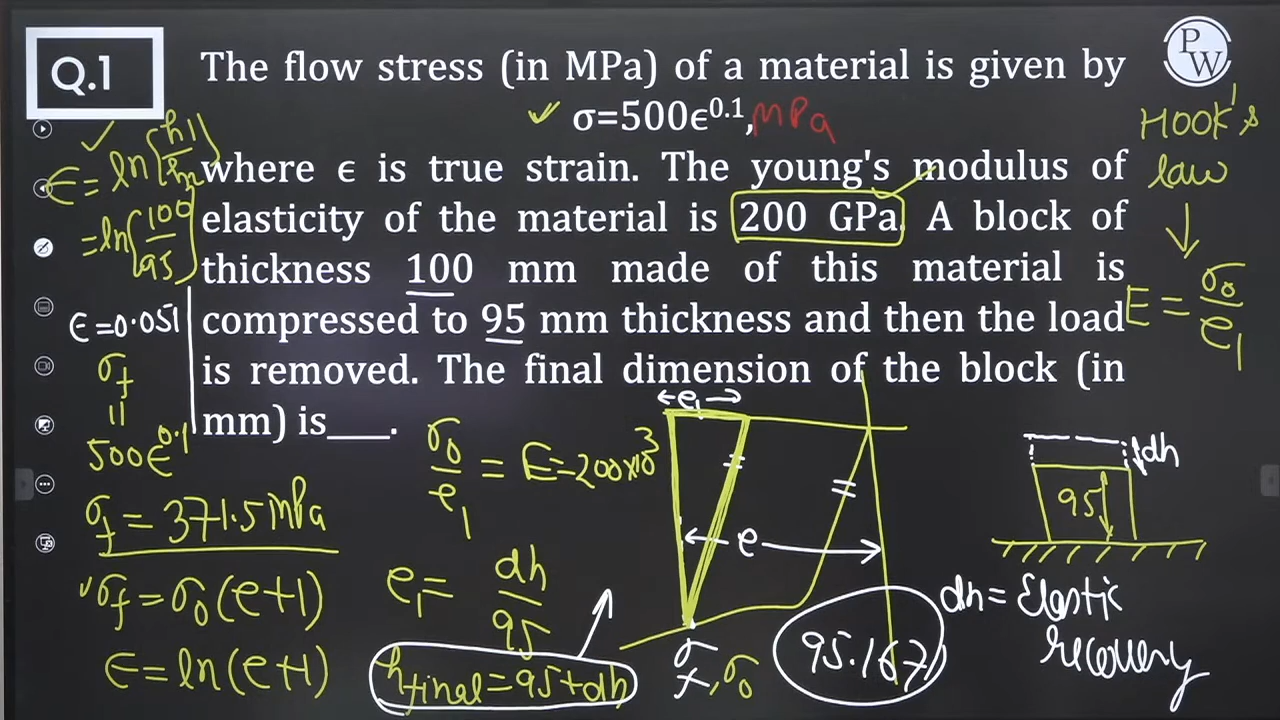 Q.1
The flow stress (in MPa) of a material is given by
σ=500ϵ^0.1, MPa
where ϵ is true strain. The young's modulus of
elasticity of the material is 200 GPa. A block of
thickness 100 mm made of this material is
compressed to 95 mm thickness and then the load
is removed. The final dimension of the block (in
mm) is___.
PW
Hook's
law
↓
E = σ₀/e₁
✓
ϵ = ln[h₁/h₂]
= ln[100/95]
ϵ = 0.051
σf
=
500ϵ^0.1
σf = 371.5 MPa
σf = σ₀(e+1)
ϵ = ln(e+1)
σ₀/e₁ = E = 200×10³
e₁ = dh/95
hfinal = 95+dh
←e₁→
e
σf, σ₀
95.167
dh
95
dh = Elastic
recovery